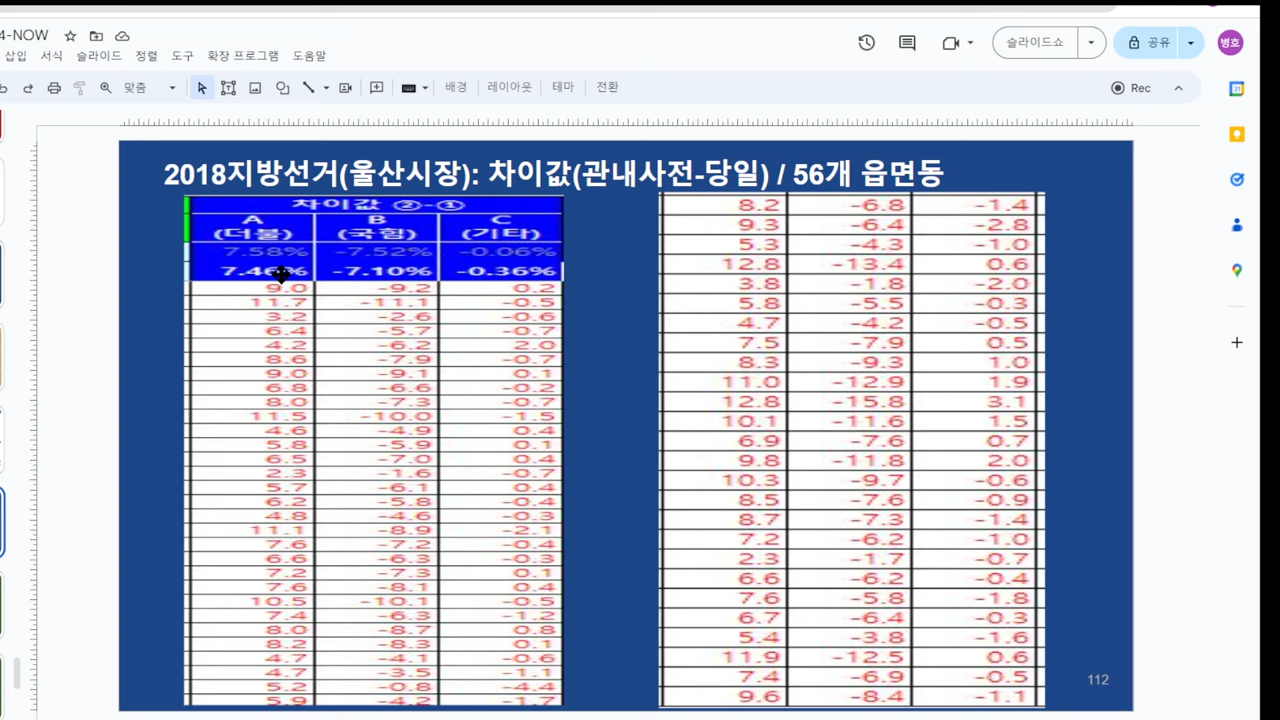 4-NOW
삽입 서식 슬라이드 정렬 도구 확장 프로그램 도움말
슬라이드쇼
공유
병호
맞춤
배경 레이아웃 테마 전환
Rec
31
2018지방선거(울산시장): 차이값(관내사전-당일) / 56개 읍면동
차이값 ②-①
A B C
(더불) (국힘) (기타)
7.58% -7.52% -0.06%
7.46% -7.10% -0.36%
9.0 -9.2 0.2
11.7 -11.1 -0.5
3.2 -2.6 -0.6
6.4 -5.7 -0.7
4.2 -6.2 2.0
8.6 -7.9 -0.7
9.0 -9.1 0.1
6.8 -6.6 -0.2
8.0 -7.3 -0.7
11.5 -10.0 -1.5
4.6 -4.9 0.4
5.8 -5.9 0.1
6.5 -7.0 0.4
2.3 -1.6 -0.7
5.7 -6.1 0.4
6.2 -5.8 -0.4
4.8 -4.6 -0.3
11.1 -8.9 -2.1
7.6 -7.2 -0.4
6.6 -6.3 -0.3
7.2 -7.3 0.1
7.6 -8.1 0.4
10.5 -10.1 -0.5
7.4 -6.3 -1.2
8.0 -8.7 0.8
8.2 -8.3 0.1
4.7 -4.1 -0.6
4.7 -3.5 -1.1
5.2 -0.8 -4.4
5.9 -4.2 -1.7
8.2 -6.8 -1.4
9.3 -6.4 -2.8
5.3 -4.3 -1.0
12.8 -13.4 0.6
3.8 -1.8 -2.0
5.8 -5.5 -0.3
4.7 -4.2 -0.5
7.5 -7.9 0.5
8.3 -9.3 1.0
11.0 -12.9 1.9
12.8 -15.8 3.1
10.1 -11.6 1.5
6.9 -7.6 0.7
9.8 -11.8 2.0
10.3 -9.7 -0.6
8.5 -7.6 -0.9
8.7 -7.3 -1.4
7.2 -6.2 -1.0
2.3 -1.7 -0.7
6.6 -6.2 -0.4
7.6 -5.8 -1.8
6.7 -6.4 -0.3
5.4 -3.8 -1.6
11.9 -12.5 0.6
7.4 -6.9 -0.5
9.6 -8.4 -1.1
112